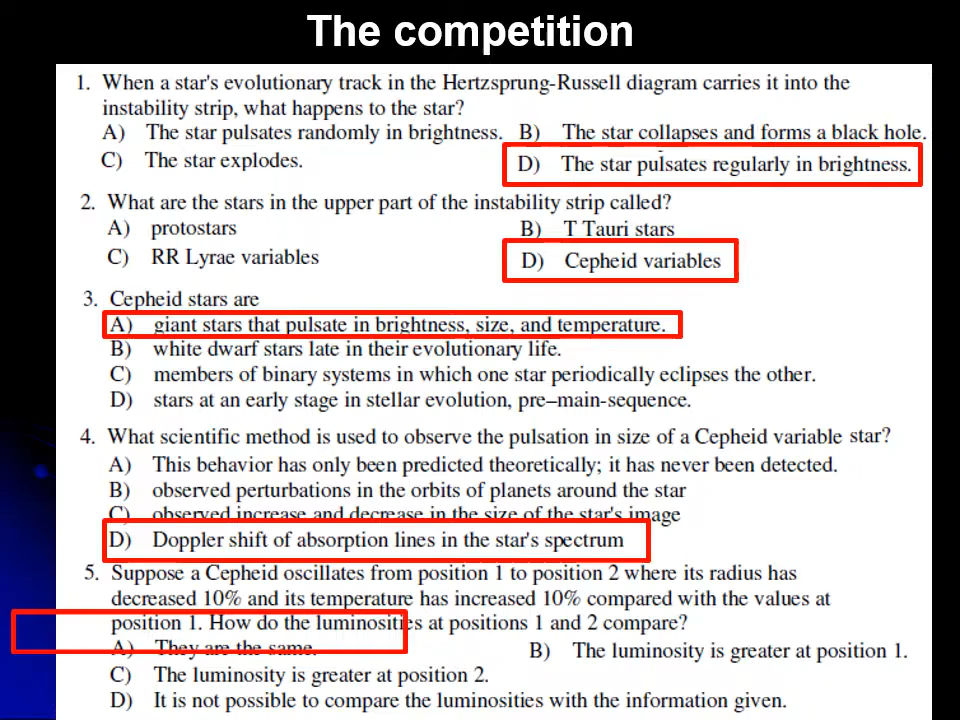 The competition
1. When a star's evolutionary track in the Hertzsprung-Russell diagram carries it into the
instability strip, what happens to the star?
A) The star pulsates randomly in brightness. B) The star collapses and forms a black hole.
C) The star explodes. D) The star pulsates regularly in brightness.
2. What are the stars in the upper part of the instability strip called?
A) protostars B) T Tauri stars
C) RR Lyrae variables D) Cepheid variables
3. Cepheid stars are
A) giant stars that pulsate in brightness, size, and temperature.
B) white dwarf stars late in their evolutionary life.
C) members of binary systems in which one star periodically eclipses the other.
D) stars at an early stage in stellar evolution, pre–main-sequence.
4. What scientific method is used to observe the pulsation in size of a Cepheid variable star?
A) This behavior has only been predicted theoretically; it has never been detected.
B) observed perturbations in the orbits of planets around the star
C) observed increase and decrease in the size of the star's image
D) Doppler shift of absorption lines in the star's spectrum
5. Suppose a Cepheid oscillates from position 1 to position 2 where its radius has
decreased 10% and its temperature has increased 10% compared with the values at
position 1. How do the luminosities at positions 1 and 2 compare?
A) They are the same. B) The luminosity is greater at position 1.
C) The luminosity is greater at position 2.
D) It is not possible to compare the luminosities with the information given.